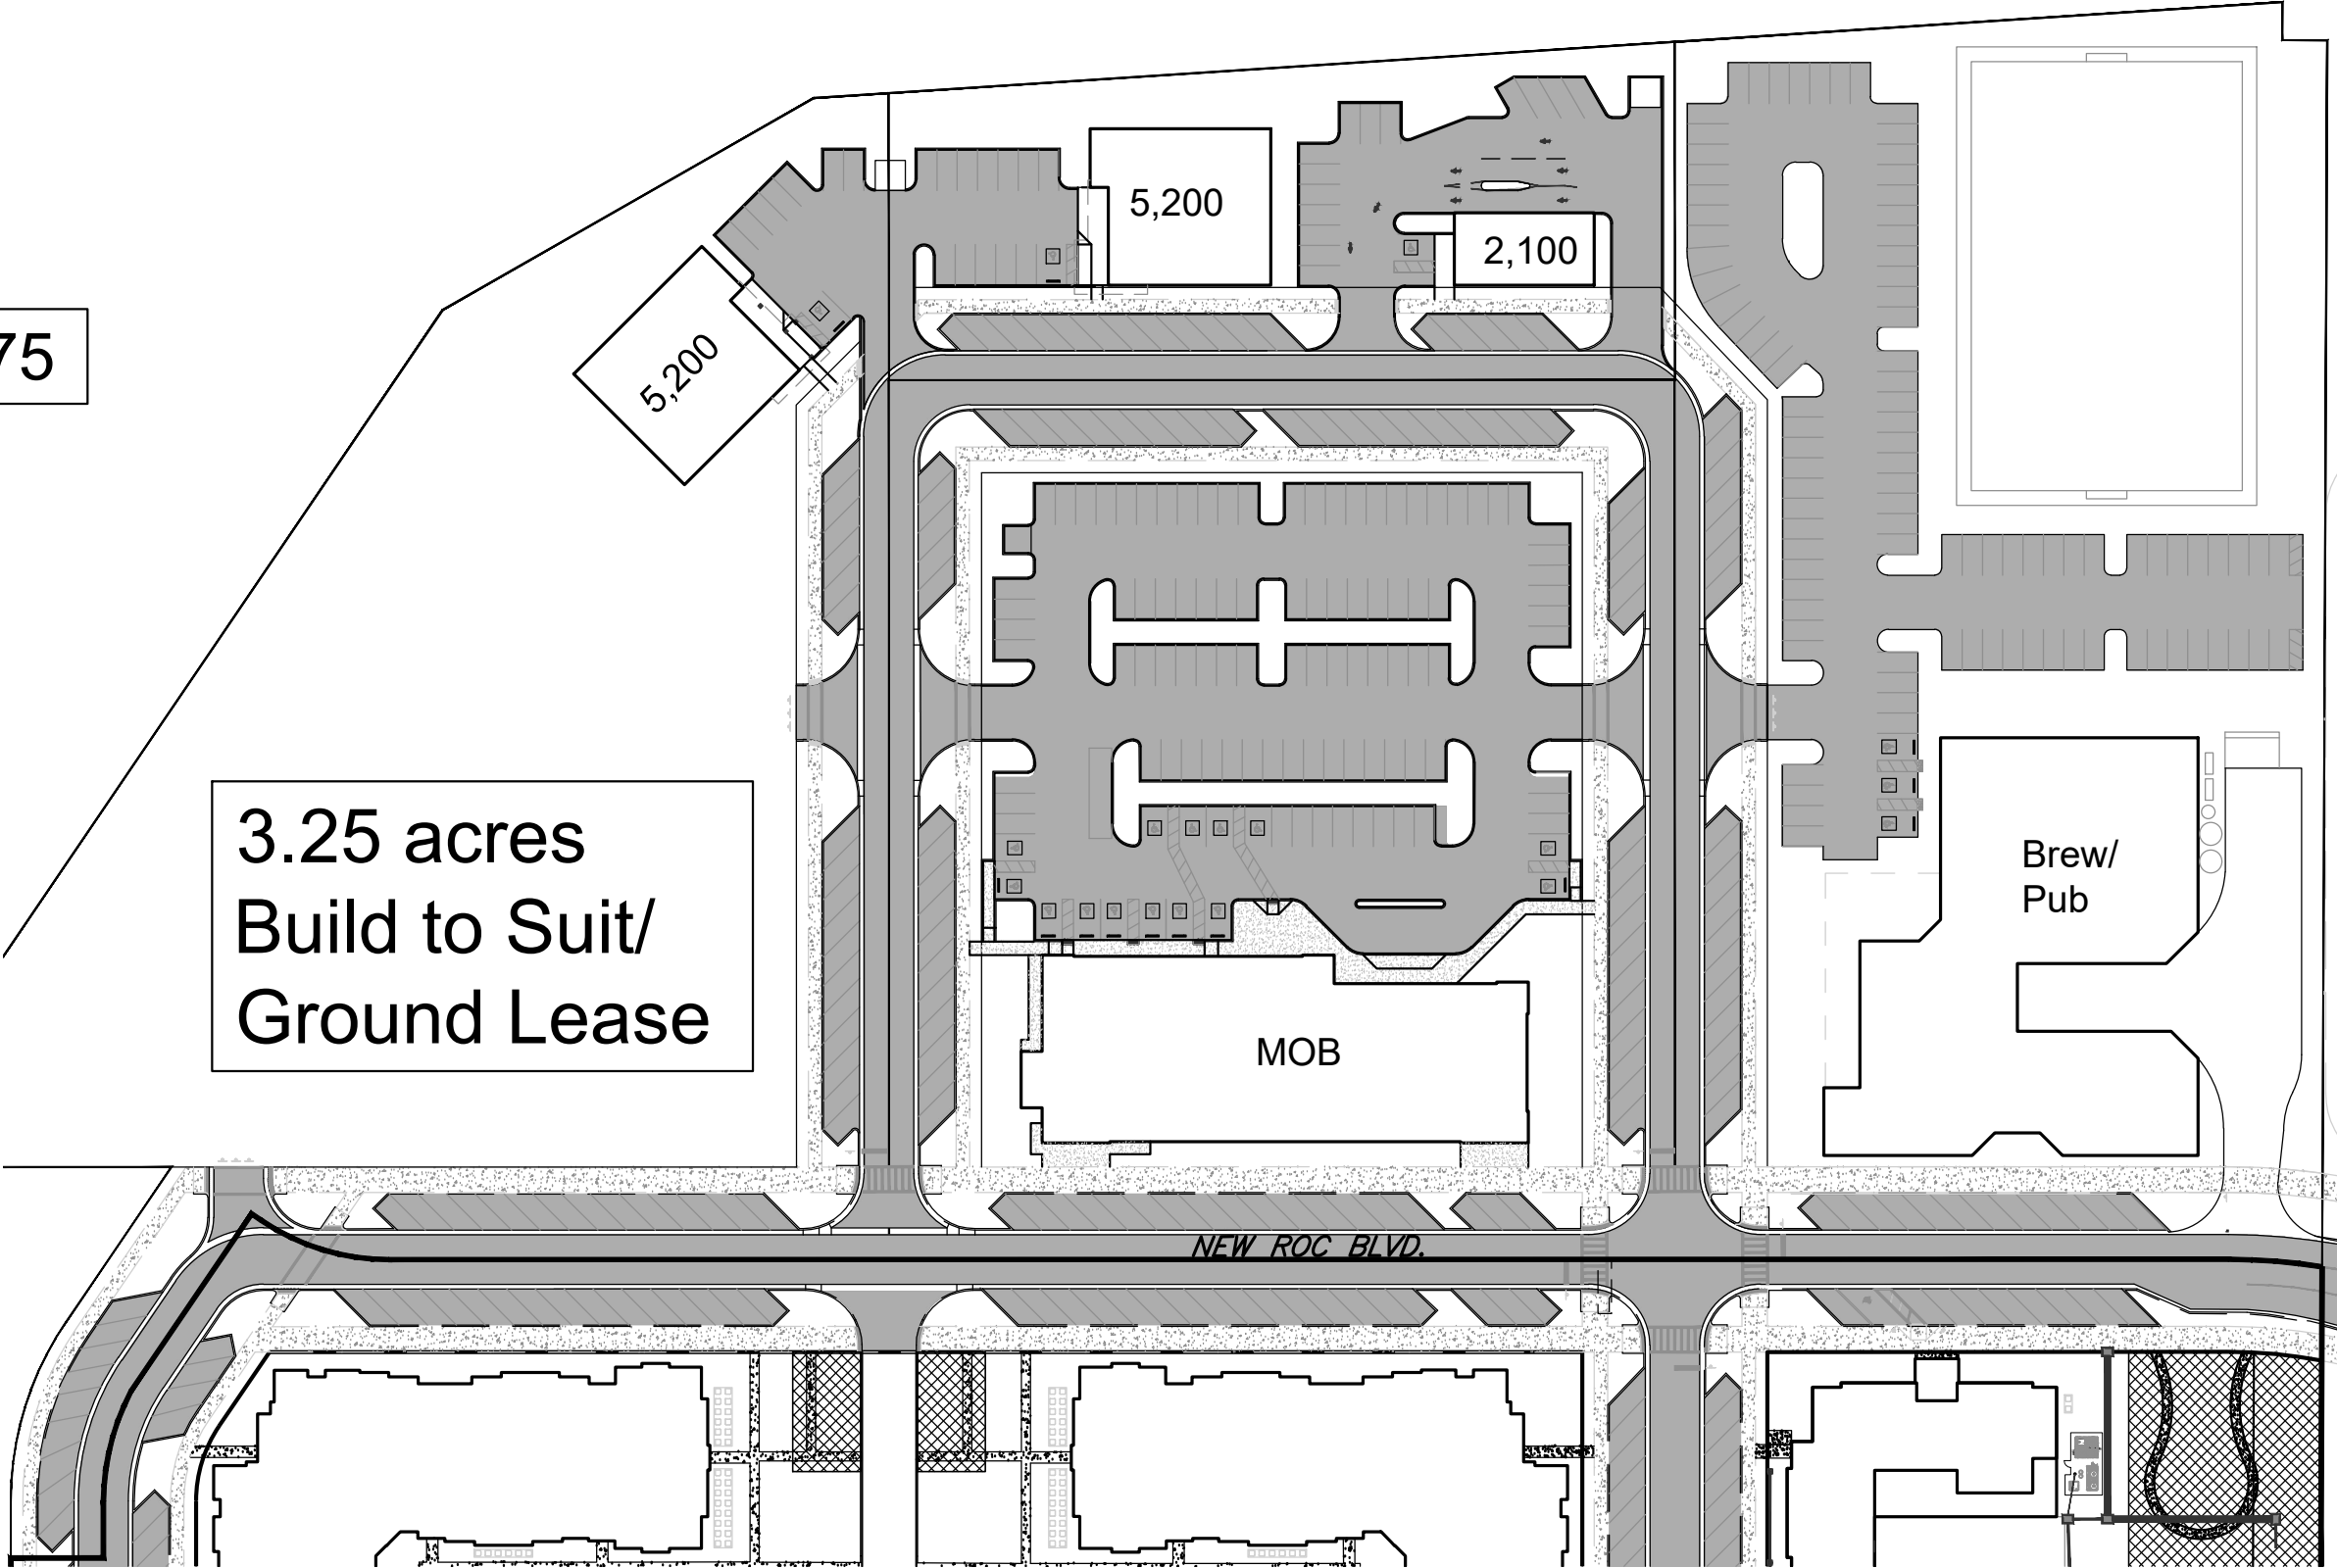 5,200
2,100
75
5,200
3.25 acres
Build to Suit/
Ground Lease
Brew/
Pub
MOB
NEW ROC BLVD.